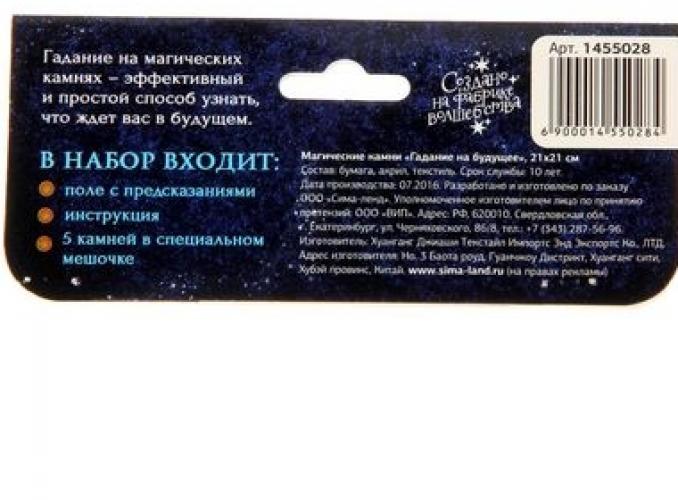 Гадание на магических
камнях – эффективный
и простой способ узнать,
что ждет вас в будущем.
В НАБОР ВХОДИТ:
поле с предсказаниями
инструкция
5 камней в специальном
мешочке
Создано
на фабрике
волшебства
Арт. 1455028
6 900014 550284
Магические камни «Гадание на будущее», 21х21 см
Состав: бумага, акрил, текстиль. Срок службы: 10 лет.
Дата производства: 07.2016. Разработано и изготовлено по заказу
ООО «Сима-ленд». Уполномоченное изготовителем лицо по принятию
претензий: ООО «ВИП». Адрес: РФ, 620010, Свердловская обл.,
г. Екатеринбург, ул. Черняховского, 86/8, тел.: +7 (343) 287-56-96.
Изготовитель: Хуанганг Джиаши Текстайл Импортс Энд Экспортс Ко., ЛТД.
Адрес изготовителя: No. 3 Баота роуд, Гуанчжоу Дистрикт, Хуанганг сити,
Хубэй провинс, Китай. www.sima-land.ru (на правах рекламы)